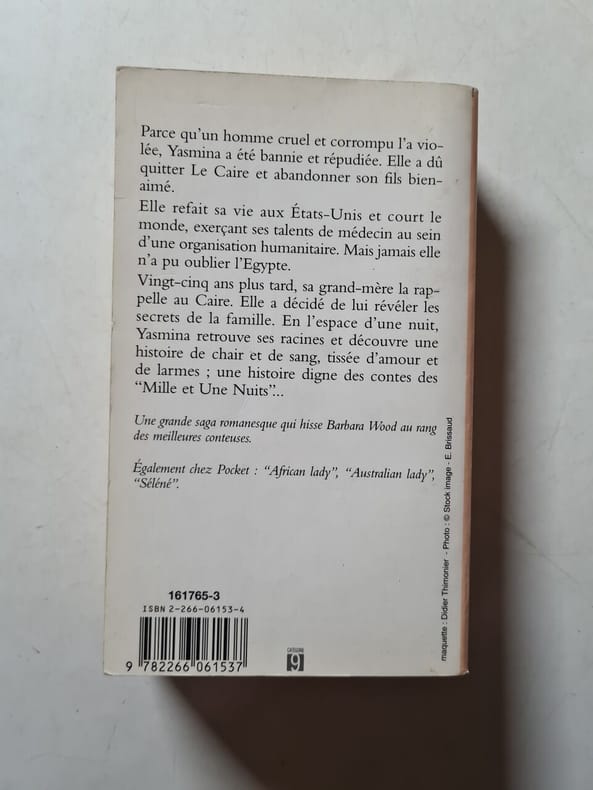 Parce qu'un homme cruel et corrompu l'a vio-
lée, Yasmina a été bannie et répudiée. Elle a dû
quitter Le Caire et abandonner son fils bien-
aimé.
Elle refait sa vie aux États-Unis et court le
monde, exerçant ses talents de médecin au sein
d'une organisation humanitaire. Mais jamais elle
n'a pu oublier l'Egypte.
Vingt-cinq ans plus tard, sa grand-mère la rap-
pelle au Caire. Elle a décidé de lui révéler les
secrets de la famille. En l'espace d'une nuit,
Yasmina retrouve ses racines et découvre une
histoire de chair et de sang, tissée d'amour et
de larmes ; une histoire digne des contes des
“Mille et Une Nuits”...
Une grande saga romanesque qui hisse Barbara Wood au rang
des meilleures conteuses.
Également chez Pocket : “African lady”, “Australian lady”,
“Séléné”.
maquette : Didier Thimonier - Photo : © Stock image - E. Brissaud
161765-3
ISBN 2-266-06153-4
9 782266 061537
CATÉGORIE
9